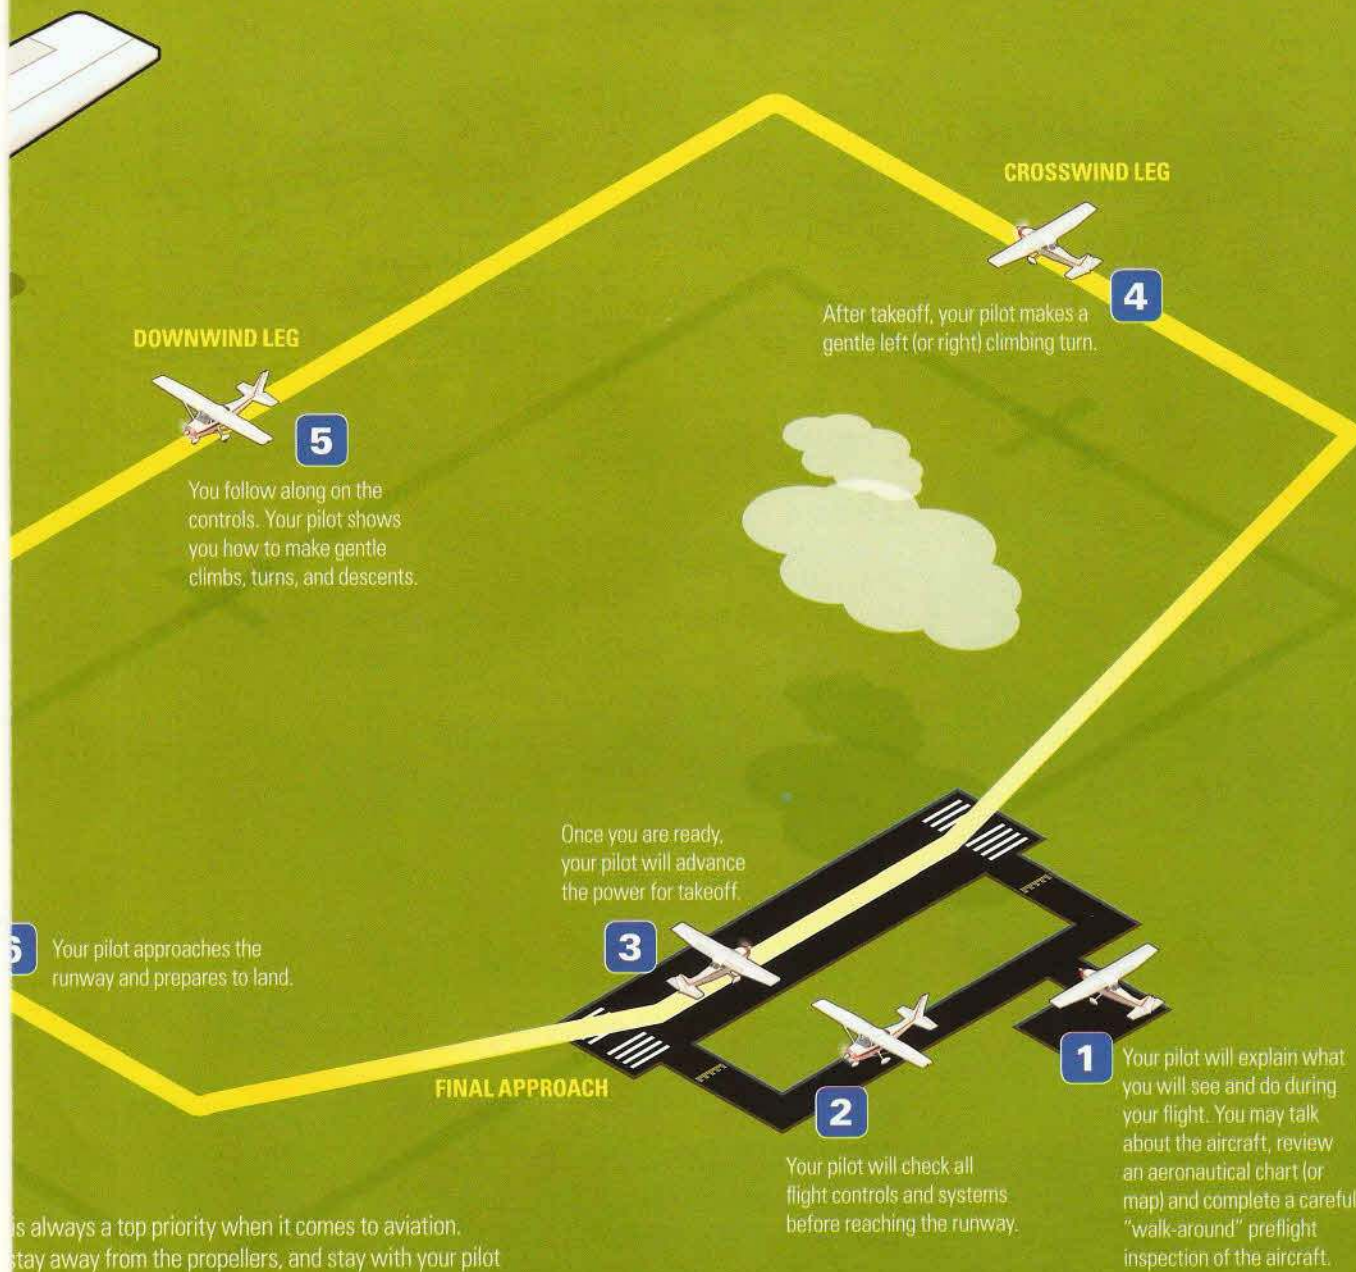 CROSSWIND LEG
4
After takeoff, your pilot makes a
gentle left (or right) climbing turn.
DOWNWIND LEG
5
You follow along on the
controls. Your pilot shows
you how to make gentle
climbs, turns, and descents.
Once you are ready,
your pilot will advance
the power for takeoff.
3
6
Your pilot approaches the
runway and prepares to land.
FINAL APPROACH
1
Your pilot will explain what
you will see and do during
your flight. You may talk
about the aircraft, review
an aeronautical chart (or
map) and complete a careful
"walk-around" preflight
inspection of the aircraft.
2
Your pilot will check all
flight controls and systems
before reaching the runway.
is always a top priority when it comes to aviation.
stay away from the propellers, and stay with your pilot